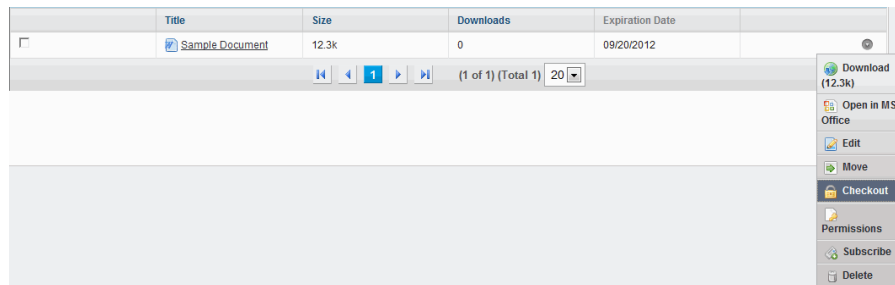 Title Size Downloads Expiration Date
Sample Document 12.3k 0 09/20/2012
1 (1 of 1) (Total 1) 20
Download
(12.3k)
Open in MS
Office
Edit
Move
Checkout
Permissions
Subscribe
Delete